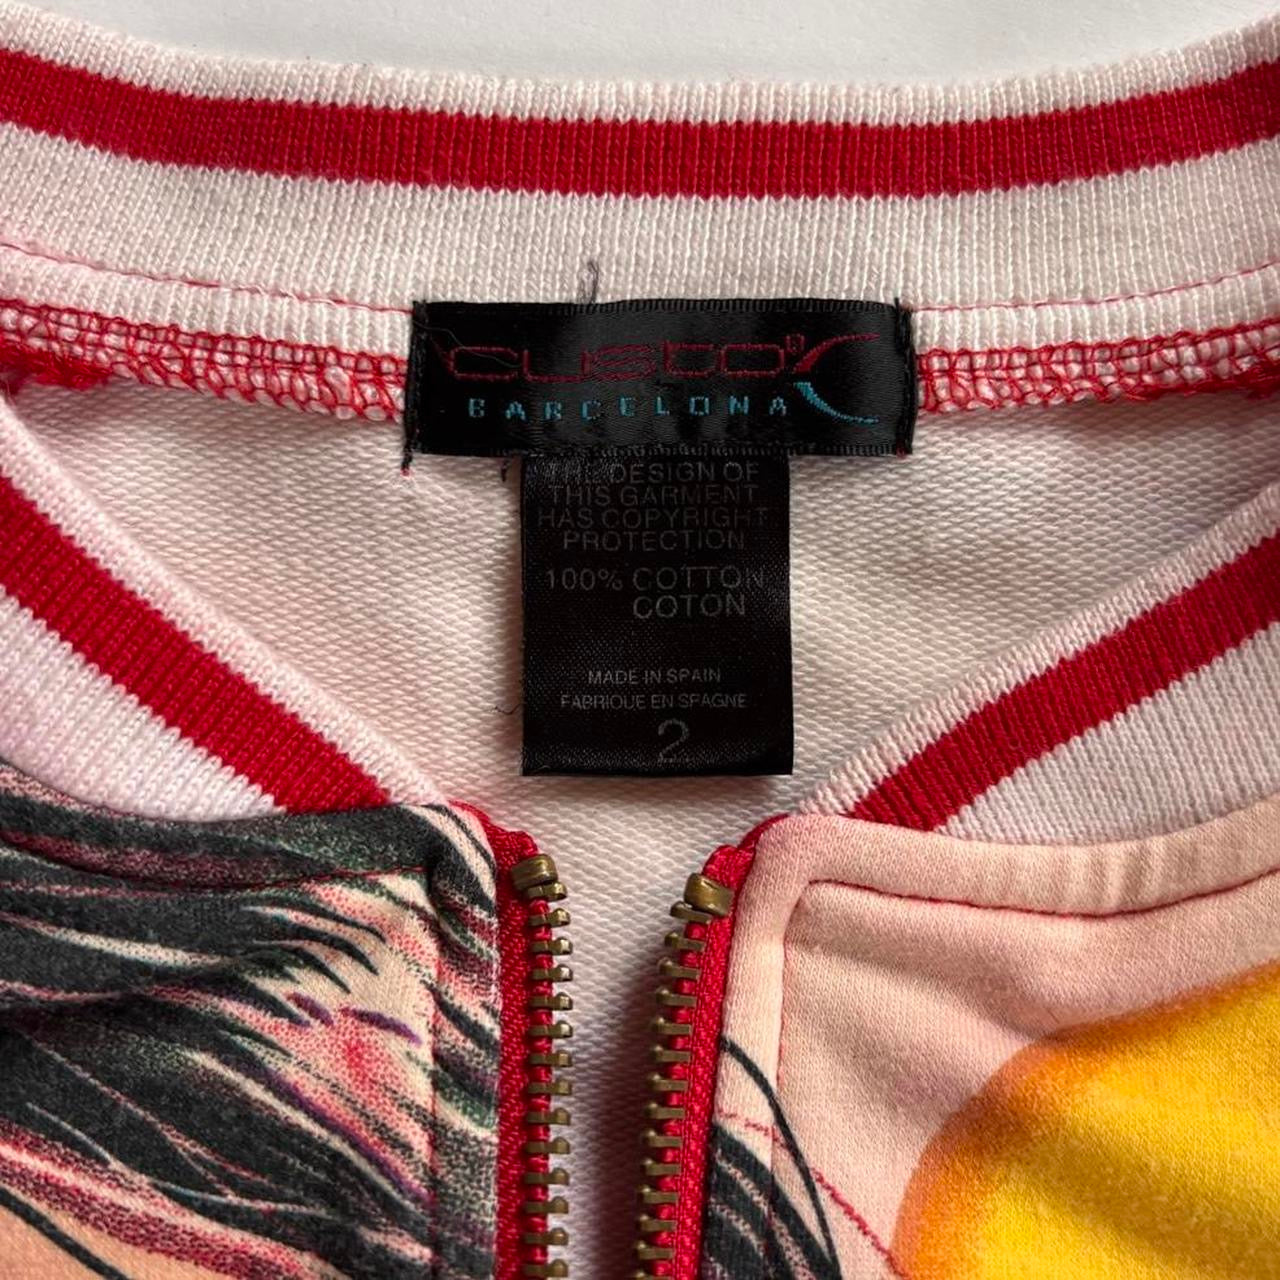 custo®
BARCELONA
THE DESIGN OF
THIS GARMENT
HAS COPYRIGHT
PROTECTION
100% COTTON
COTON
MADE IN SPAIN
FABRIQUE EN SPAGNE
2